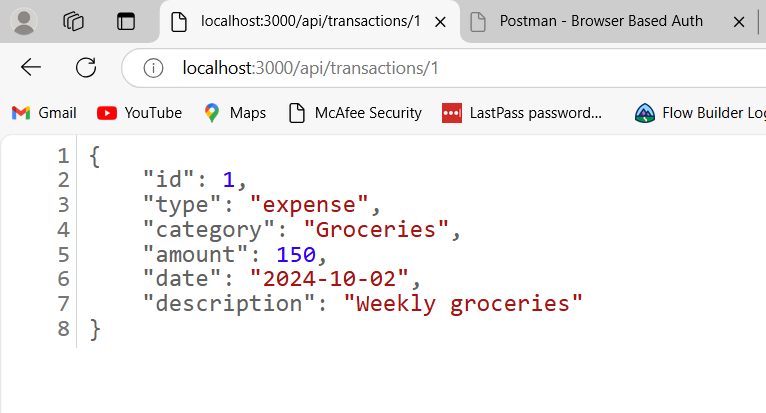 localhost:3000/api/transactions/1
Postman - Browser Based Auth
localhost:3000/api/transactions/1
Gmail YouTube Maps McAfee Security LastPass password... Flow Builder Log
1 {
2 "id": 1,
3 "type": "expense",
4 "category": "Groceries",
5 "amount": 150,
6 "date": "2024-10-02",
7 "description": "Weekly groceries"
8 }